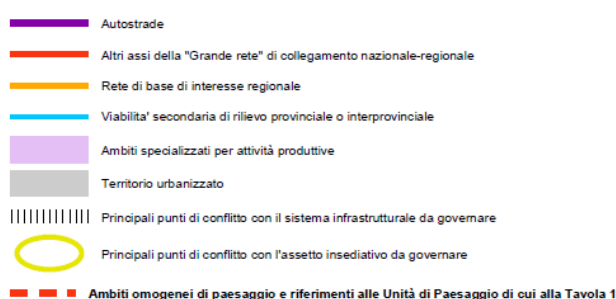 Autostrade
Altri assi della "Grande rete" di collegamento nazionale-regionale
Rete di base di interesse regionale
Viabilita' secondaria di rilievo provinciale o interprovinciale
Ambiti specializzati per attività produttive
Territorio urbanizzato
Principali punti di conflitto con il sistema infrastrutturale da governare
Principali punti di conflitto con l'assetto insediativo da governare
Ambiti omogenei di paesaggio e riferimenti alle Unità di Paesaggio di cui alla Tavola 1